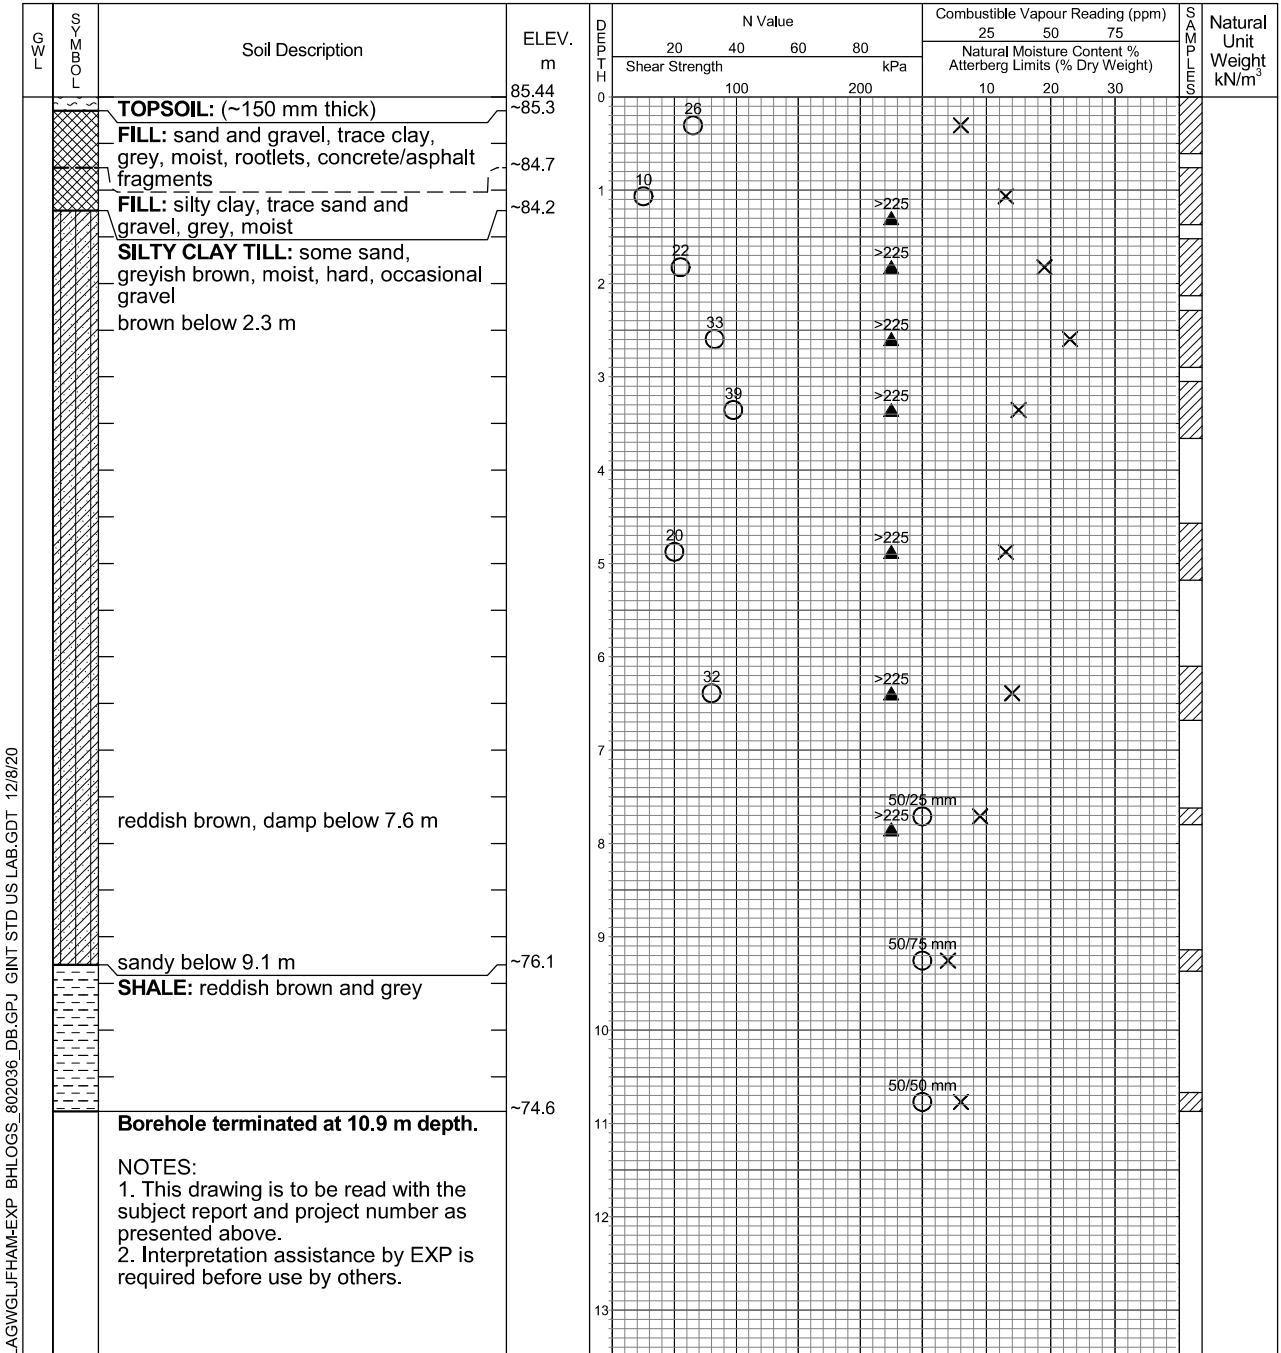 GWL
SYMBOL
Soil Description
ELEV.
m
DEPTH
N Value
20 40 60 80
Shear Strength kPa
100 200
Combustible Vapour Reading (ppm)
25 50 75
Natural Moisture Content %
Atterberg Limits (% Dry Weight)
10 20 30
SAMPLES
Natural
Unit
Weight
kN/m³
85.44
0
TOPSOIL: (~150 mm thick)
~85.3
26
FILL: sand and gravel, trace clay,
grey, moist, rootlets, concrete/asphalt
fragments
~84.7
10
1
FILL: silty clay, trace sand and
gravel, grey, moist
~84.2
>225
SILTY CLAY TILL: some sand,
greyish brown, moist, hard, occasional
gravel
22
>225
2
brown below 2.3 m
33
>225
3
39
>225
4
20
>225
5
6
32
>225
7
50/25 mm
reddish brown, damp below 7.6 m
>225
8
9
50/75 mm
sandy below 9.1 m
~76.1
SHALE: reddish brown and grey
10
50/50 mm
~74.6
Borehole terminated at 10.9 m depth.
11
NOTES:
1. This drawing is to be read with the
subject report and project number as
presented above.
2. Interpretation assistance by EXP is
required before use by others.
12
13
AGWGLJFHAM-EXP BHLOGS_802036_DB.GPJ GINT STD US LAB.GDT 12/8/20